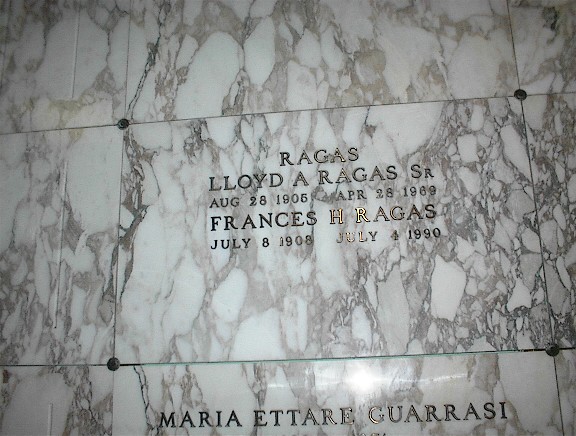 RAGAS
LLOYD A RAGAS SR
AUG 28 1905 APR 28 1969
FRANCES H RAGAS
JULY 8 1908 JULY 4 1990
MARIA ETTARE GUARRASI